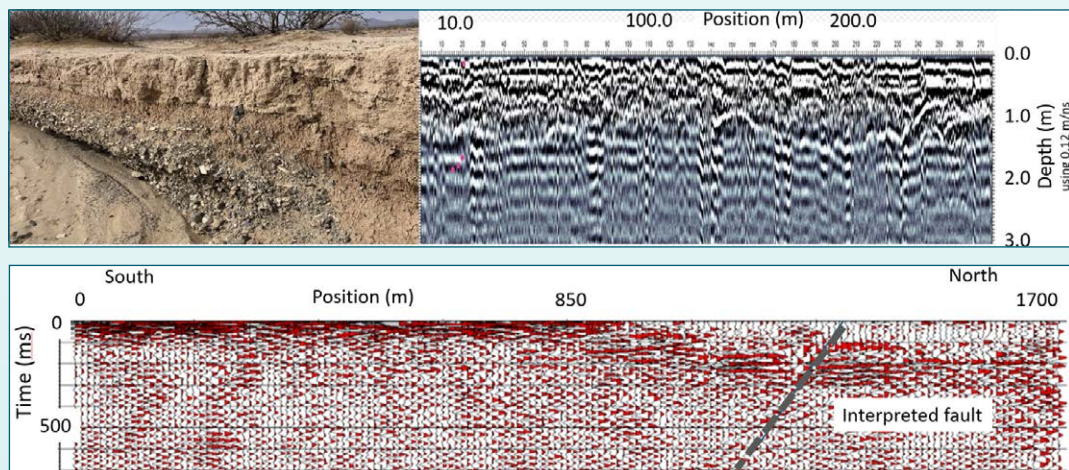 10.0 100.0 Position (m) 200.0
0.0
1.0
2.0
3.0
Depth (m)
using 0.12 m/ns
South North
0 Position (m) 850 1700
0
500
Time (ms)
Interpreted fault